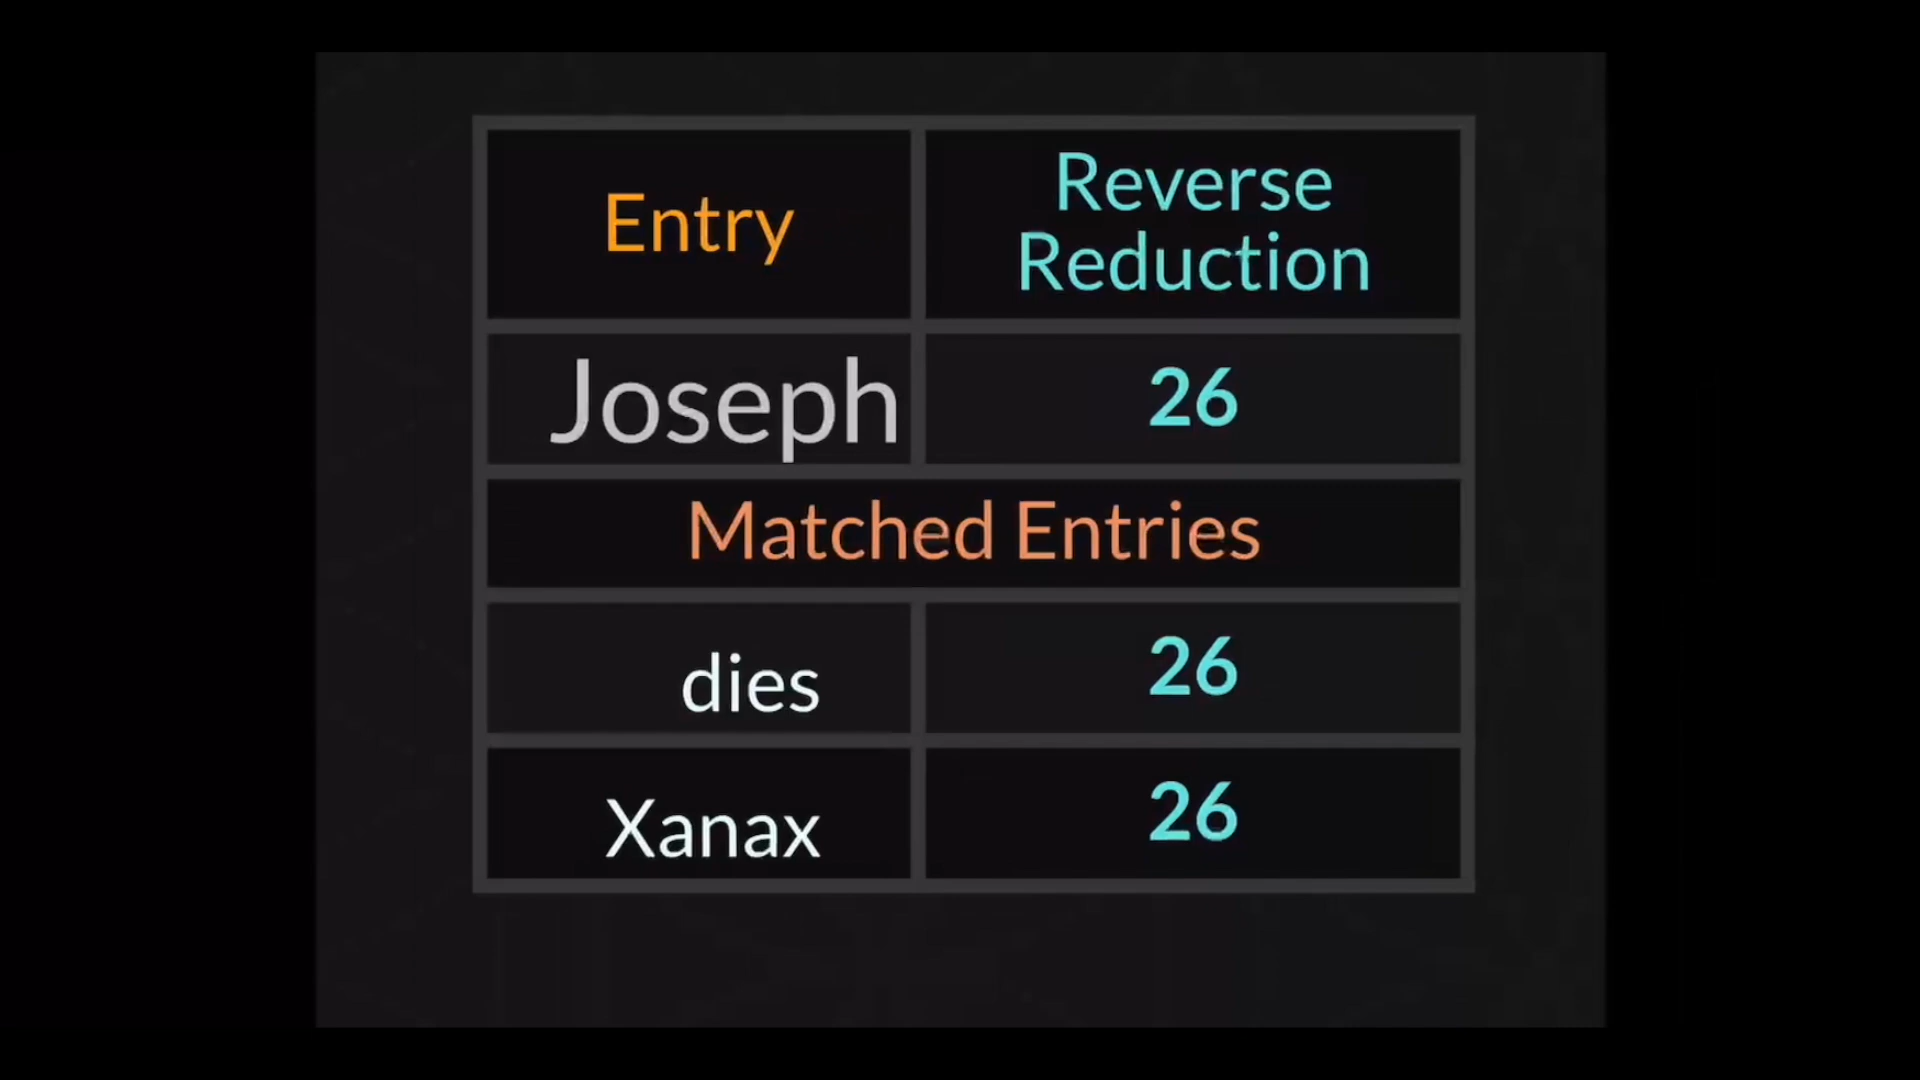 Entry
Reverse
Reduction
Joseph 26
Matched Entries
dies 26
Xanax 26